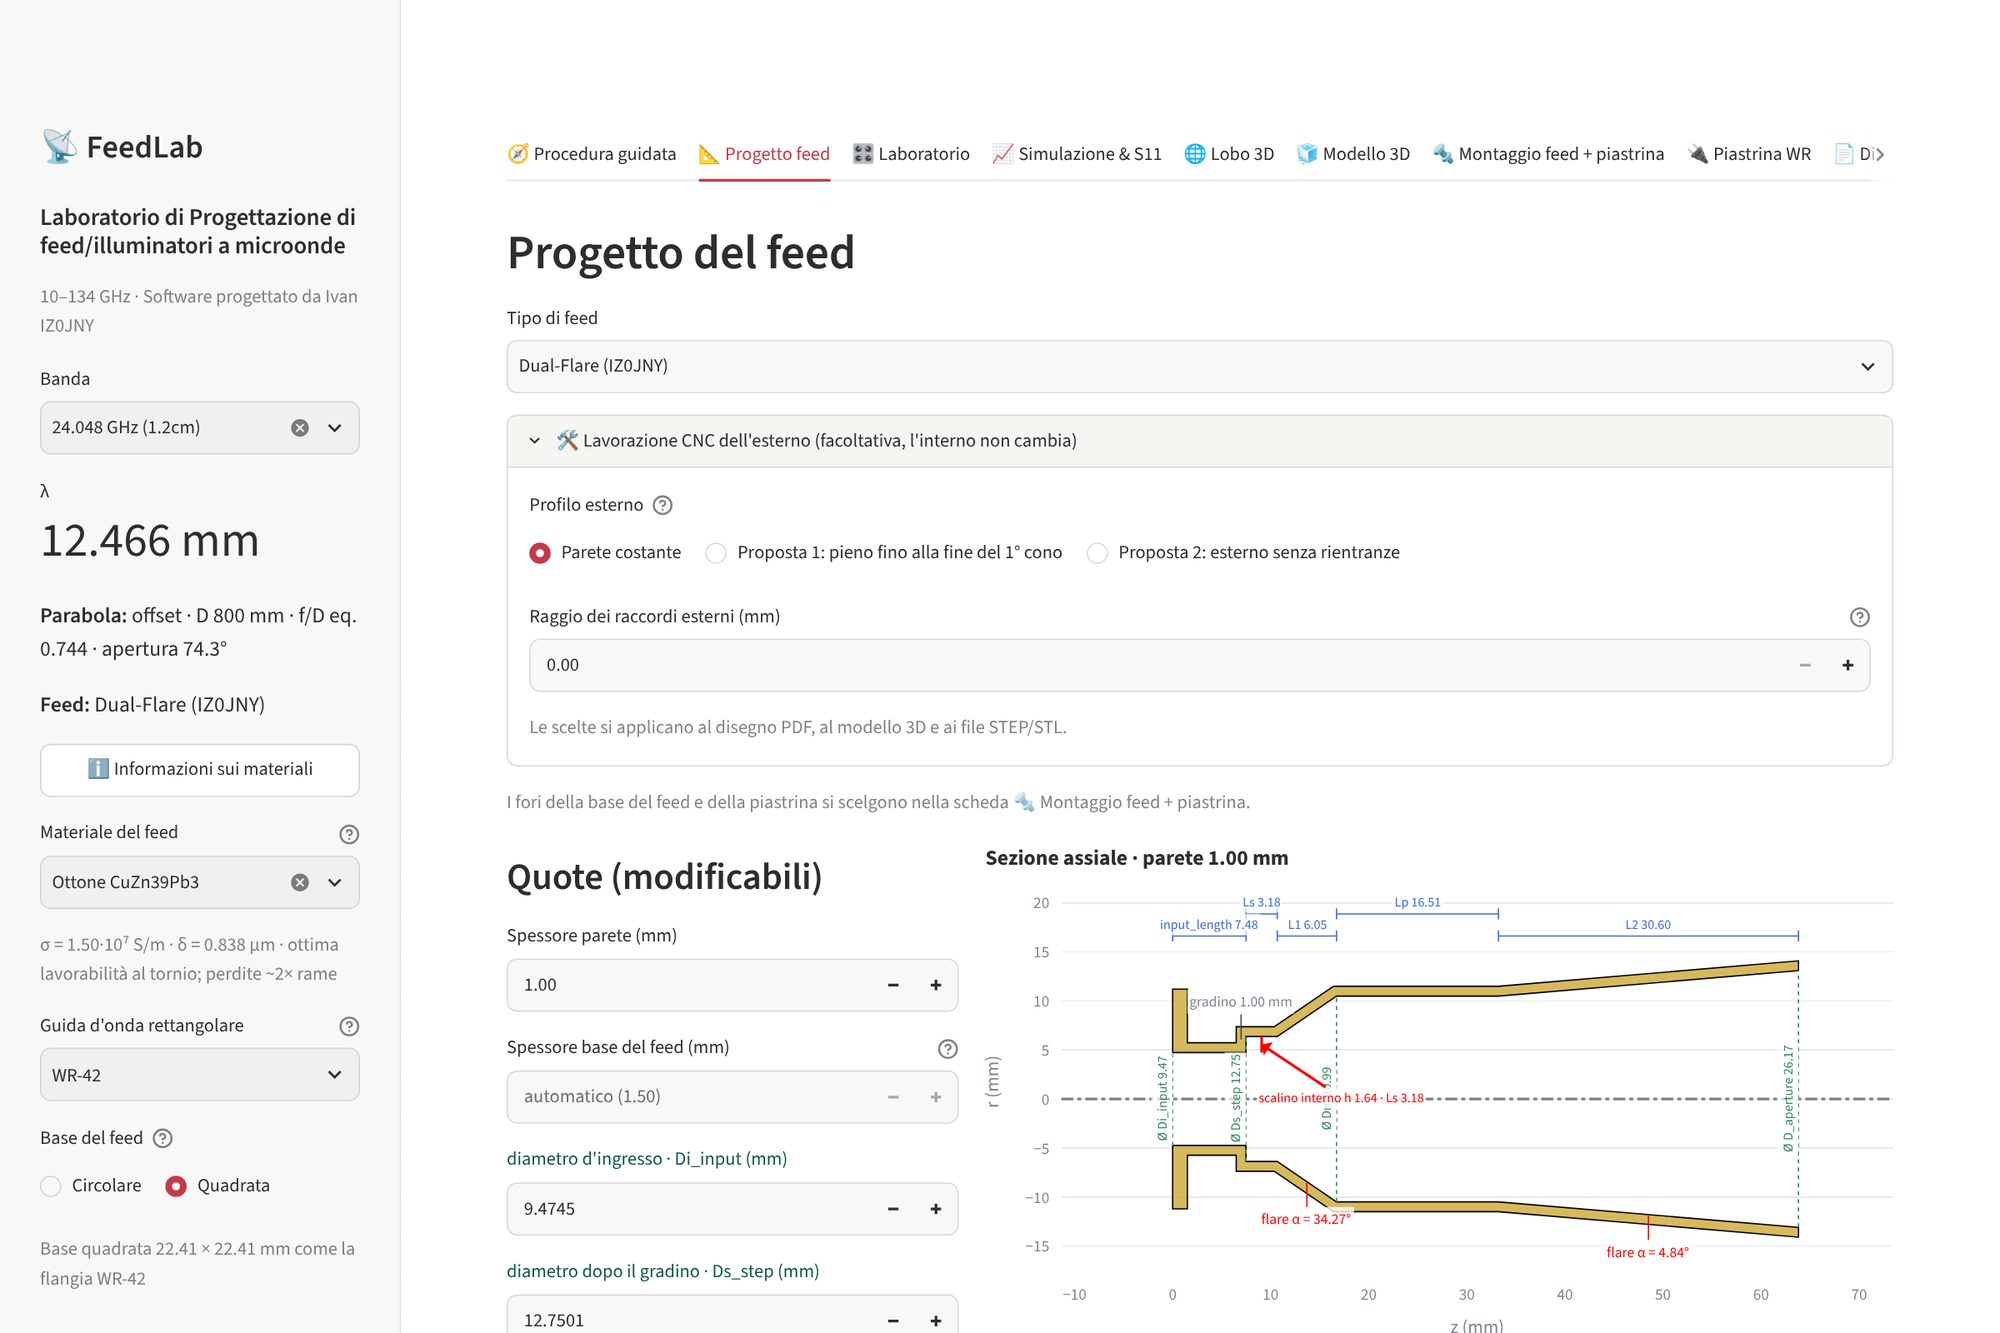 📡 FeedLab
Laboratorio di Progettazione di
feed/illuminatori a microonde
10–134 GHz · Software progettato da Ivan
IZ0JNY
Banda
24.048 GHz (1.2cm)
λ
12.466 mm
Parabola: offset · D 800 mm · f/D eq.
0.744 · apertura 74.3°
Feed: Dual-Flare (IZ0JNY)
ℹ️ Informazioni sui materiali
Materiale del feed
Ottone CuZn39Pb3
σ = 1.50·10⁷ S/m · δ = 0.838 µm · ottima
lavorabilità al tornio; perdite ~2× rame
Guida d'onda rettangolare
WR-42
Base del feed
Circolare Quadrata
Base quadrata 22.41 × 22.41 mm come la
flangia WR-42
🧭 Procedura guidata 📐 Progetto feed 🎛️ Laboratorio 📈 Simulazione & S11 🌐 Lobo 3D 🧊 Modello 3D 🔩 Montaggio feed + piastrina 🔌 Piastrina WR 📄 Di
Progetto del feed
Tipo di feed
Dual-Flare (IZ0JNY)
🛠️ Lavorazione CNC dell'esterno (facoltativa, l'interno non cambia)
Profilo esterno
Parete costante Proposta 1: pieno fino alla fine del 1° cono Proposta 2: esterno senza rientranze
Raggio dei raccordi esterni (mm)
0.00
Le scelte si applicano al disegno PDF, al modello 3D e ai file STEP/STL.
I fori della base del feed e della piastrina si scelgono nella scheda 🔩 Montaggio feed + piastrina.
Quote (modificabili)
Spessore parete (mm)
1.00
Spessore base del feed (mm)
automatico (1.50)
diametro d'ingresso · Di_input (mm)
9.4745
diametro dopo il gradino · Ds_step (mm)
12.7501
Sezione assiale · parete 1.00 mm
Ls 3.18
Lp 16.51
input_length 7.48
L1 6.05
L2 30.60
gradino 1.00 mm
Ø Di_input 9.47
Ø Ds_step 12.75
scalino interno h 1.64 · Ls 3.18
Ø D_aperture 26.17
flare α = 34.27°
flare α = 4.84°
r (mm)
20
15
10
5
0
−5
−10
−15
−10 0 10 20 30 40 50 60 70
z (mm)